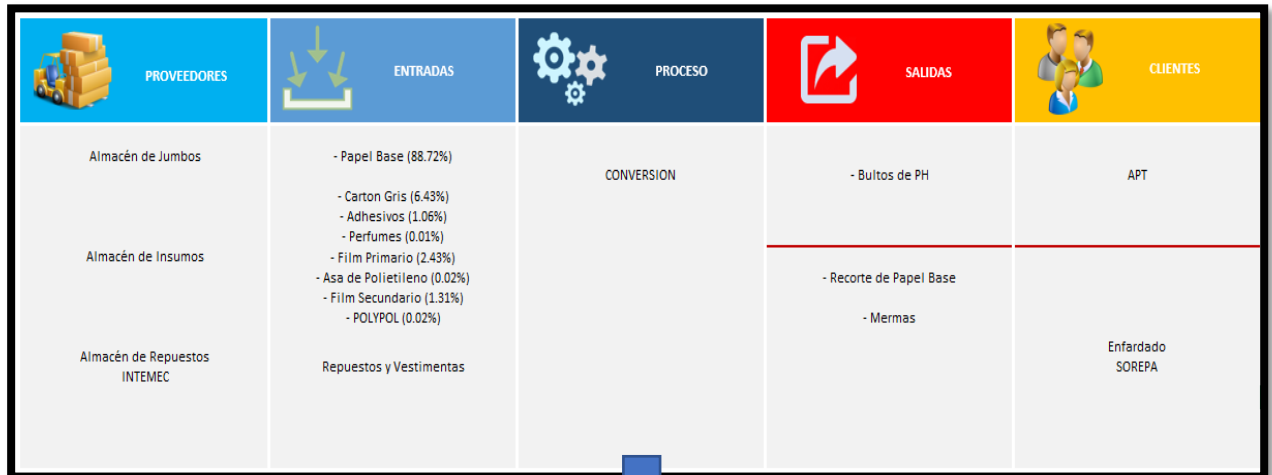 PROVEEDORES
ENTRADAS
PROCESO
SALIDAS
CLIENTES
Almacén de Jumbos
Almacén de Insumos
Almacén de Repuestos
INTEMEC
- Papel Base (88.72%)
- Carton Gris (6.43%)
- Adhesivos (1.06%)
- Perfumes (0.01%)
- Film Primario (2.43%)
- Asa de Polietileno (0.02%)
- Film Secundario (1.31%)
- POLYPOL (0.02%)
Repuestos y Vestimentas
CONVERSION
- Bultos de PH
- Recorte de Papel Base
- Mermas
APT
Enfardado
SOREPA